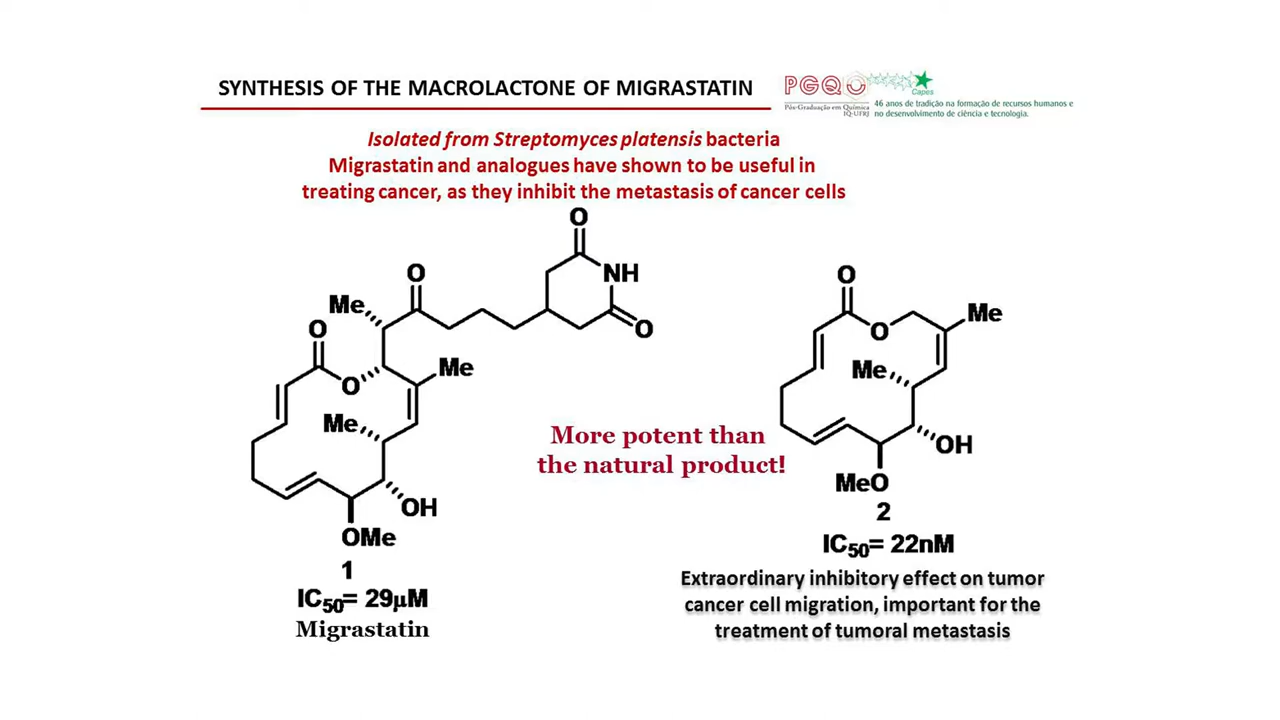 SYNTHESIS OF THE MACROLACTONE OF MIGRASTATIN
PGQU
Pós-Graduação em Química
IQ-UFRJ
Capes
46 anos de tradição na formação de recursos humanos e
no desenvolvimento de ciência e tecnologia.
Isolated from Streptomyces platensis bacteria
Migrastatin and analogues have shown to be useful in
treating cancer, as they inhibit the metastasis of cancer cells
O
NH
O
O
Me
O
O
Me
Me
OH
OMe
1
IC50= 29µM
Migrastatin
More potent than
the natural product!
O
O
Me
Me
OH
MeO
2
IC50= 22nM
Extraordinary inhibitory effect on tumor
cancer cell migration, important for the
treatment of tumoral metastasis